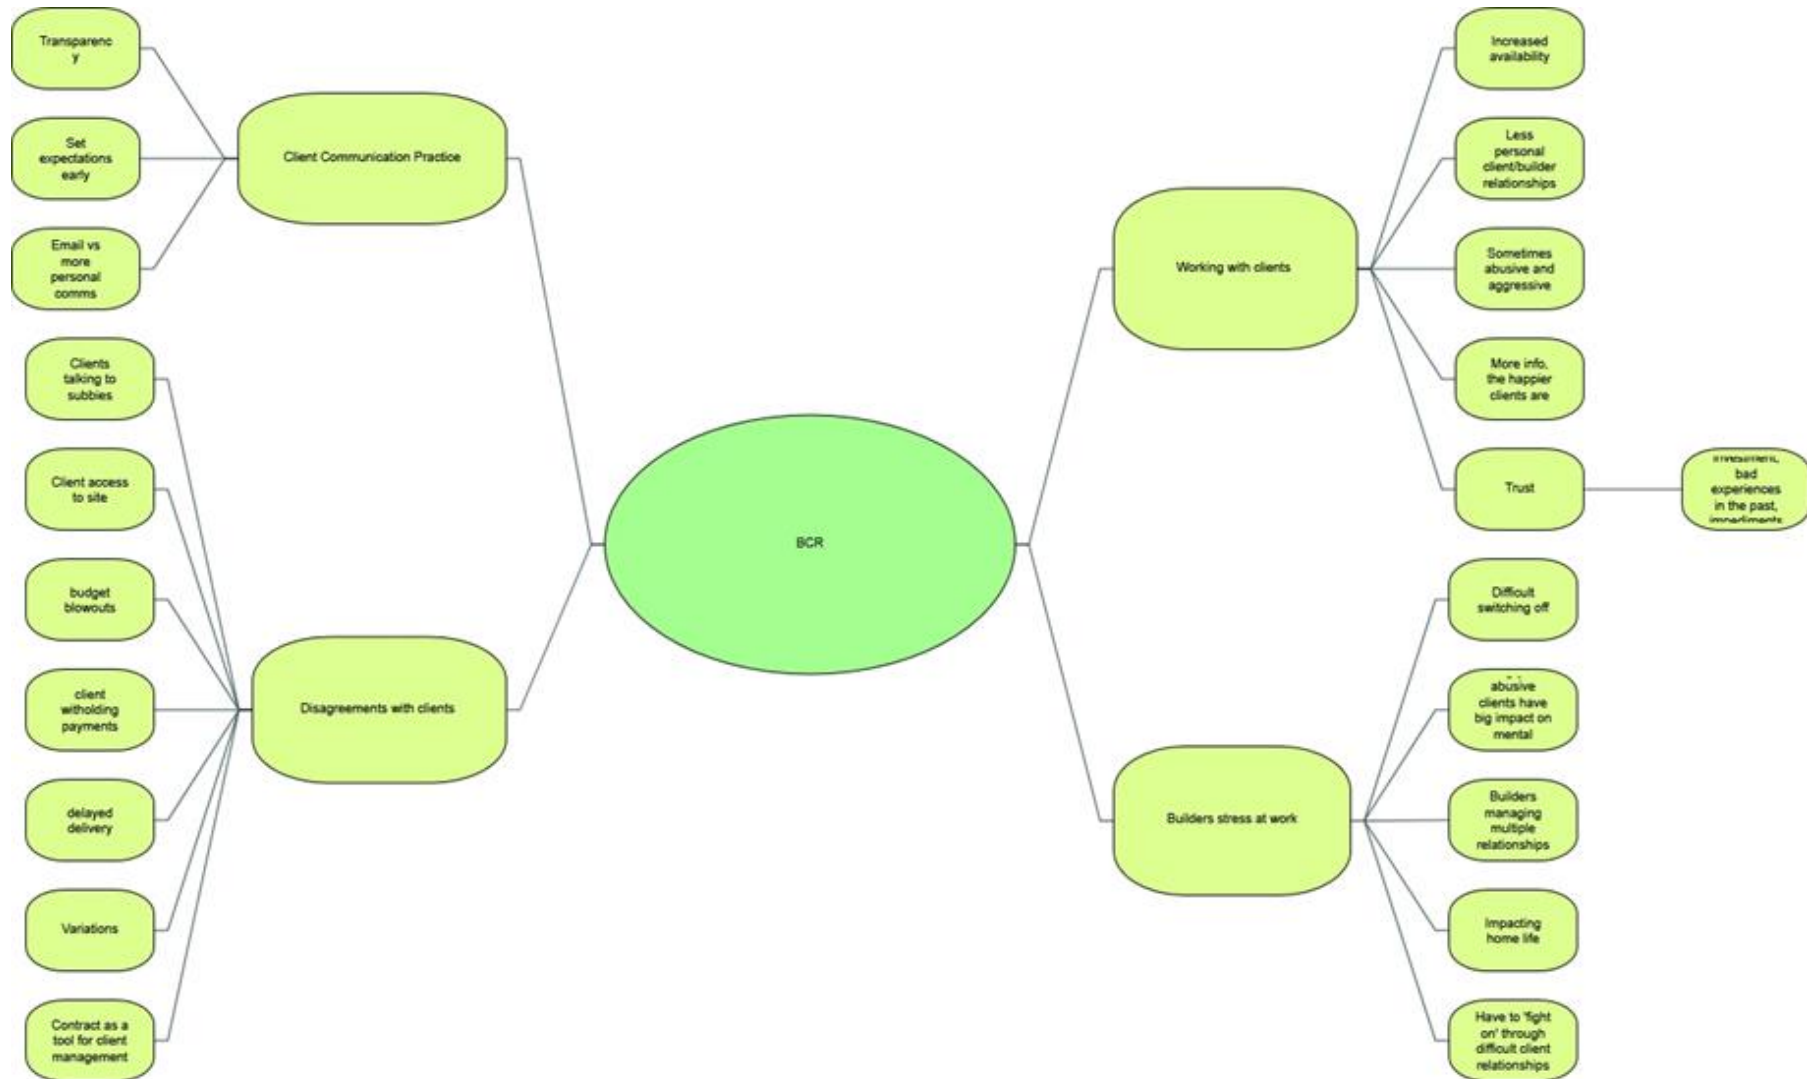 Transparenc
y
Set
expectations
early
Email vs
more
personal
comms
Client Communication Practice
Clients
talking to
subbies
Client access
to site
budget
blowouts
client
witholding
payments
delayed
delivery
Variations
Contract as a
tool for client
management
Disagreements with clients
BCR
Working with clients
Increased
availability
Less
personal
client/builder
relationships
Sometimes
abusive and
aggressive
More info,
the happier
clients are
Trust
investment,
bad
experiences
in the past,
impediments
Builders stress at work
Difficult
switching off
abusive
clients have
big impact on
mental
Builders
managing
multiple
relationships
Impacting
home life
Have to 'fight
on' through
difficult client
relationships